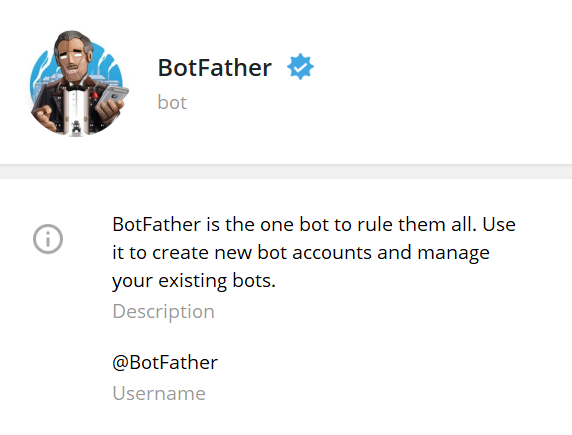 BotFather
bot
BotFather is the one bot to rule them all. Use
it to create new bot accounts and manage
your existing bots.
Description
@BotFather
Username